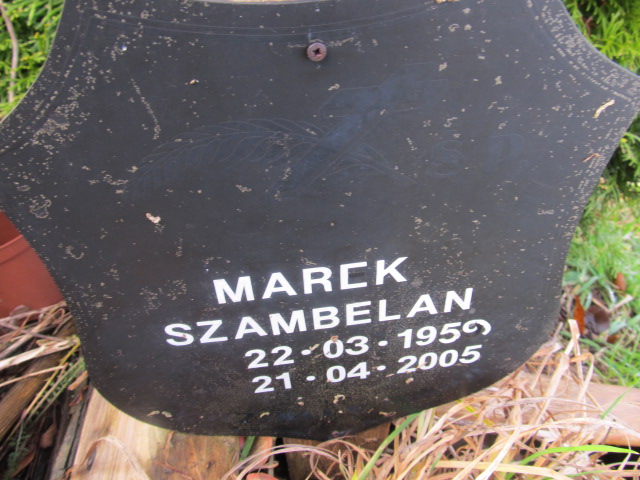 MAREK
SZAMBELAN
22 · 03 · 1959
21 · 04 · 2005